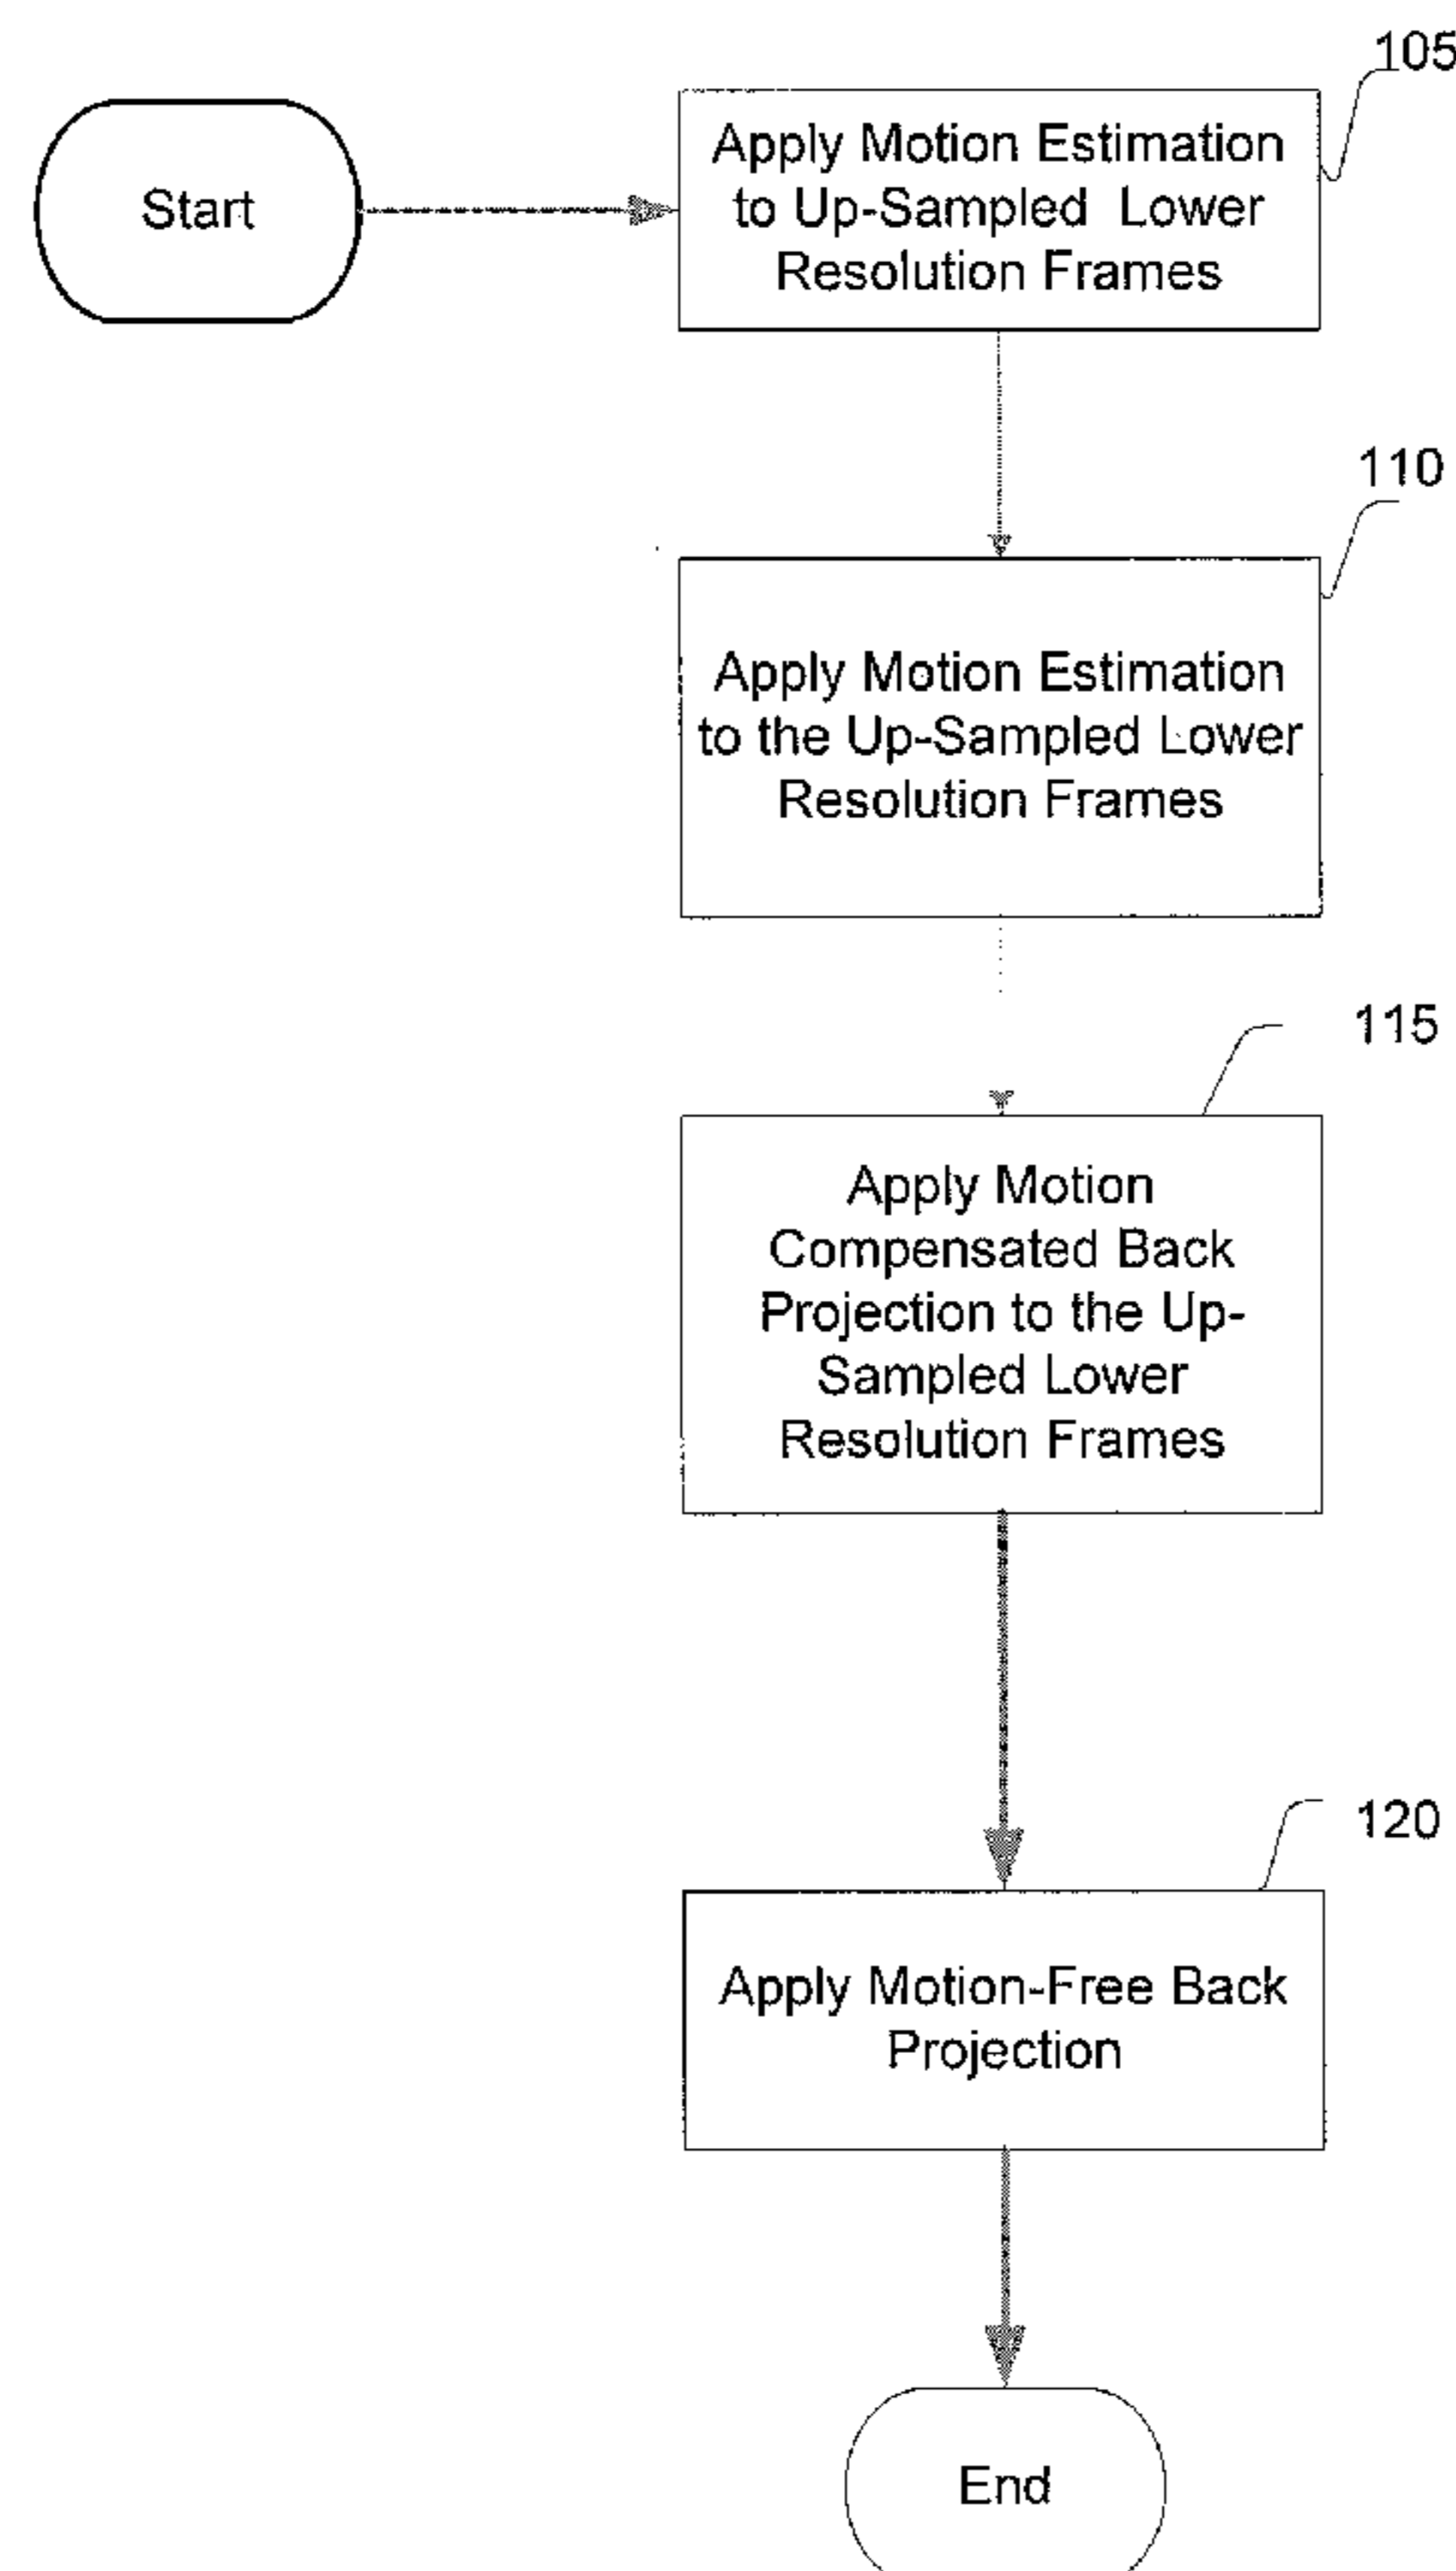 105
Start
Apply Motion Estimation
to Up-Sampled Lower
Resolution Frames
110
Apply Motion Estimation
to the Up-Sampled Lower
Resolution Frames
115
Apply Motion
Compensated Back
Projection to the Up-
Sampled Lower
Resolution Frames
120
Apply Motion-Free Back
Projection
End